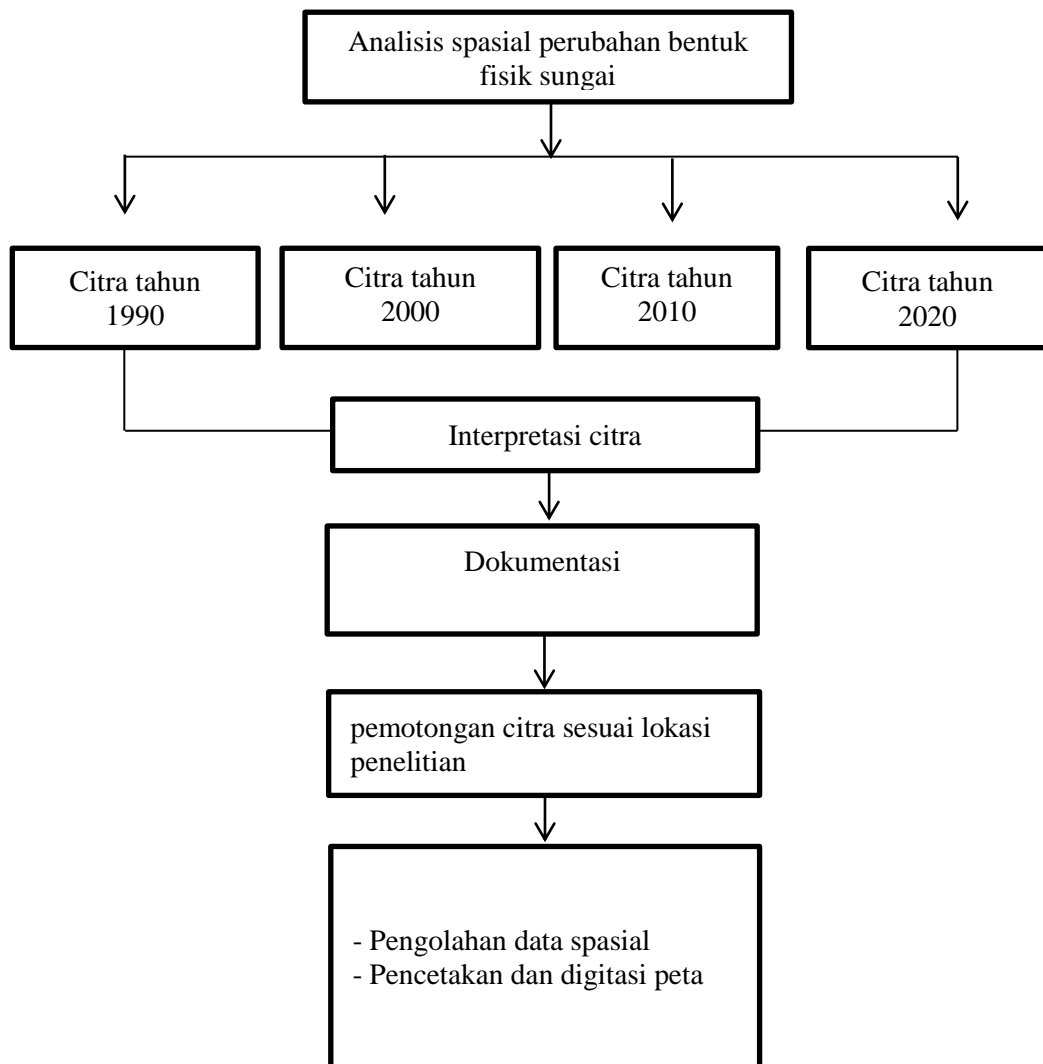 Analisis spasial perubahan bentuk
fisik sungai
Citra tahun
1990
Citra tahun
2000
Citra tahun
2010
Citra tahun
2020
Interpretasi citra
Dokumentasi
pemotongan citra sesuai lokasi
penelitian
- Pengolahan data spasial
- Pencetakan dan digitasi peta